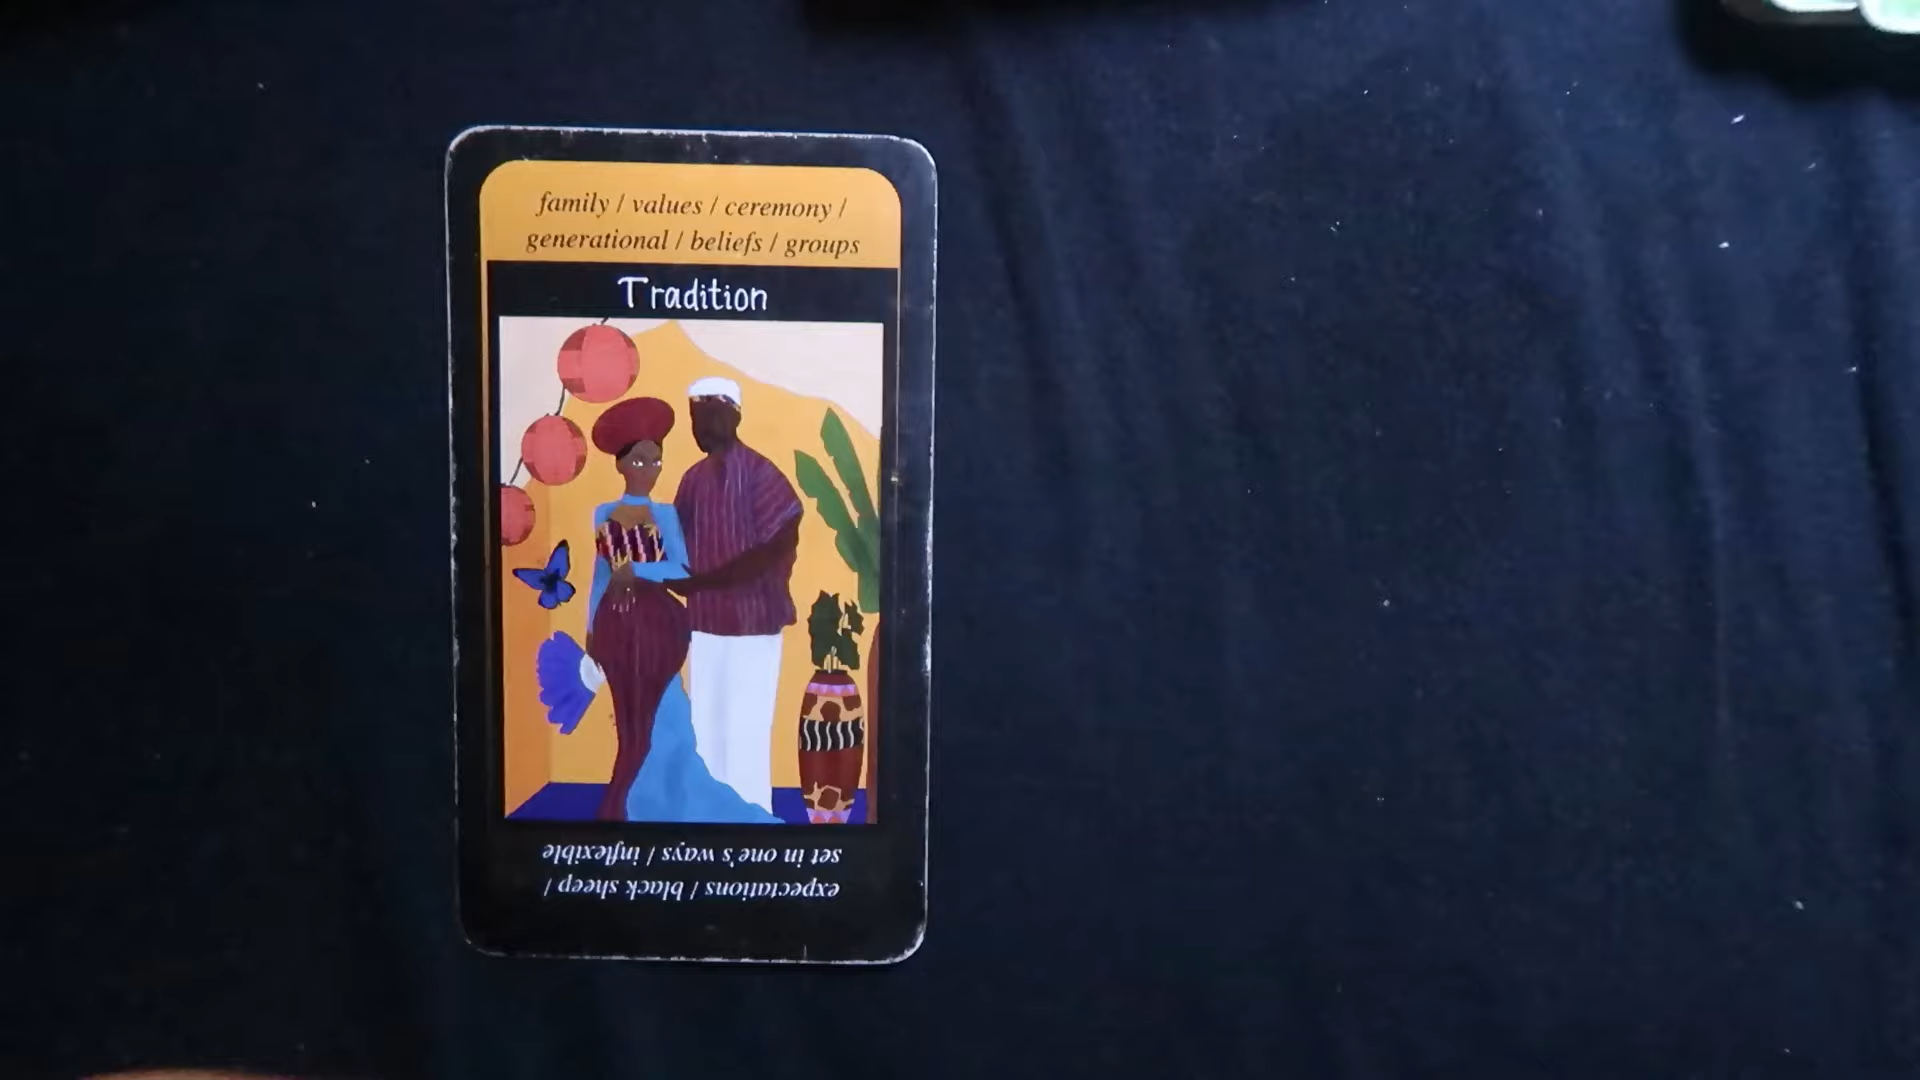 family / values / ceremony /
generational / beliefs / groups
Tradition
expectations / black sheep /
set in one's ways / inflexible